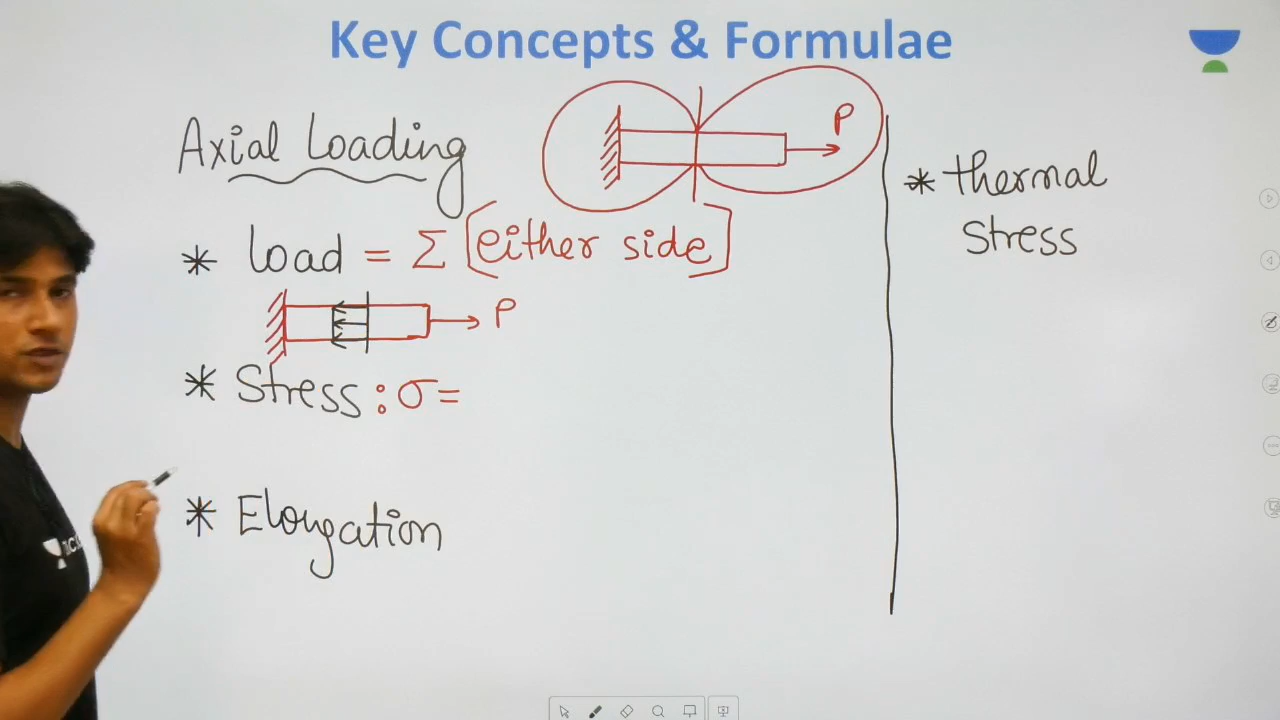 Key Concepts & Formulae
Axial Loading
P
* load = Σ [either side]
P
* Stress : σ =
* Elongation
* thermal
stress